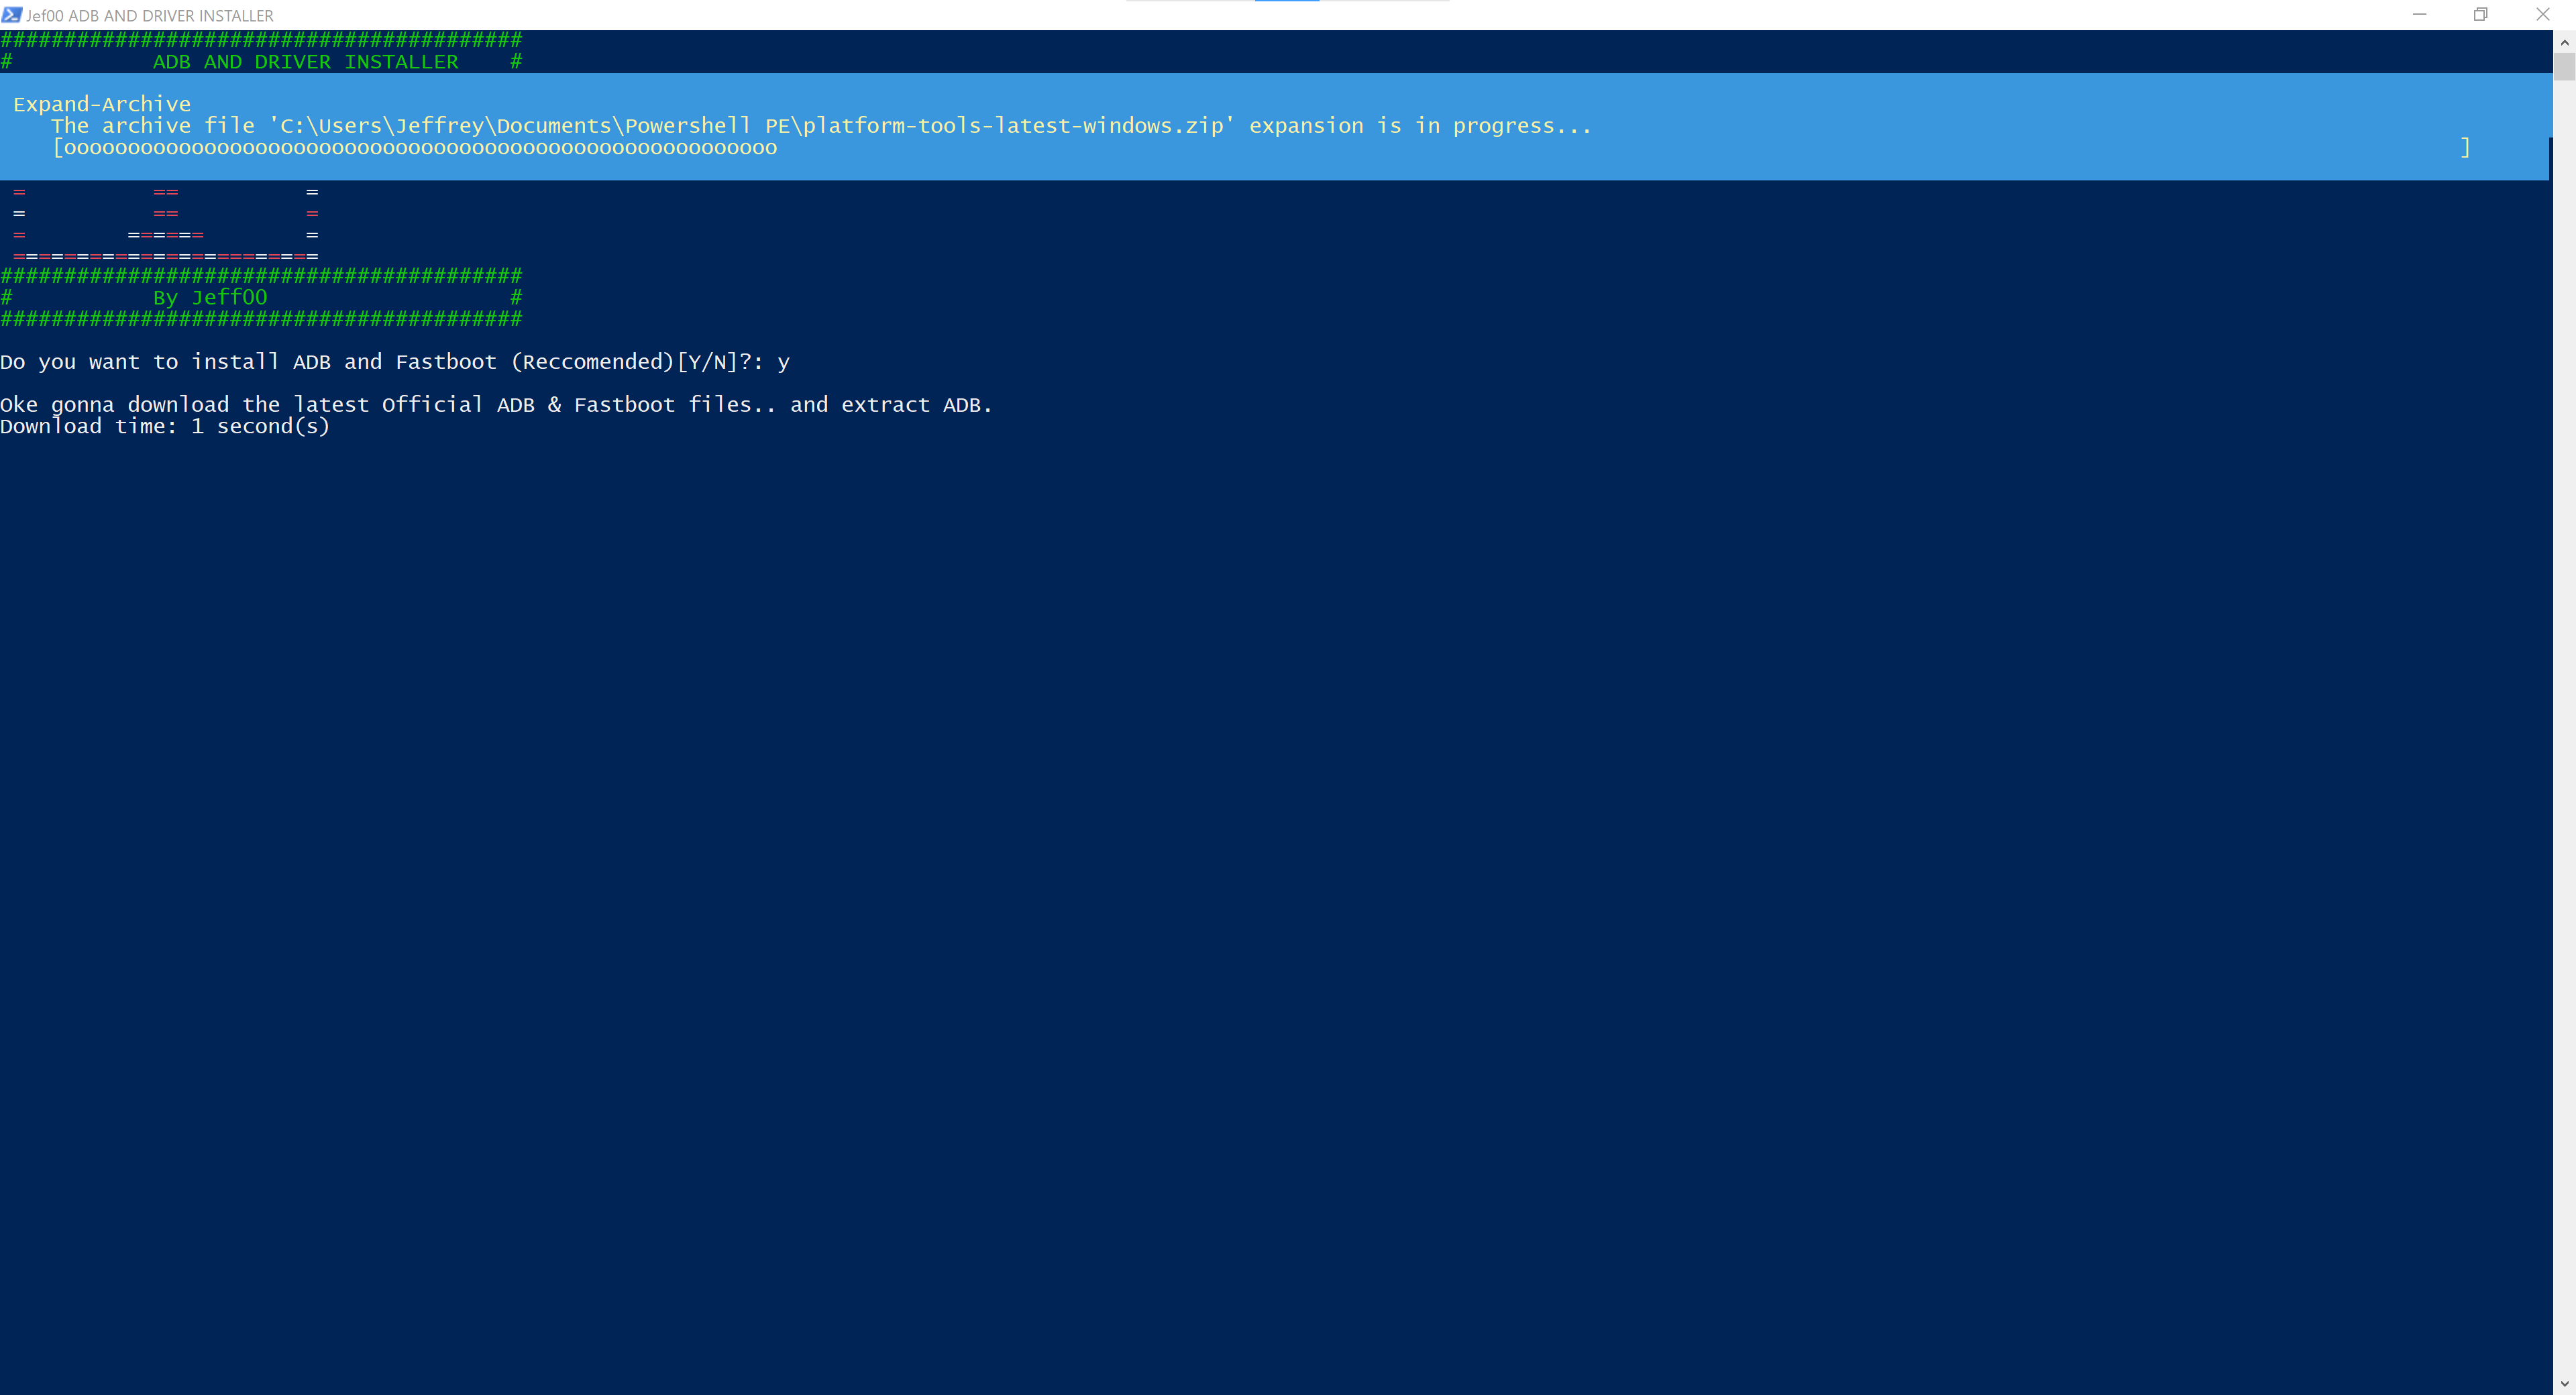 Jef00 ADB AND DRIVER INSTALLER
#########################################
#           ADB AND DRIVER INSTALLER    #
Expand-Archive
The archive file 'C:\Users\Jeffrey\Documents\Powershell PE\platform-tools-latest-windows.zip' expansion is in progress...
[oooooooooooooooooooooooooooooooooooooooooooooooooooooooo ]
=          ==          =
=          ==          =
=        ======        =
========================
#########################################
#           By Jeff00                   #
#########################################
Do you want to install ADB and Fastboot (Reccomended)[Y/N]?: y
Oke gonna download the latest Official ADB & Fastboot files.. and extract ADB.
Download time: 1 second(s)